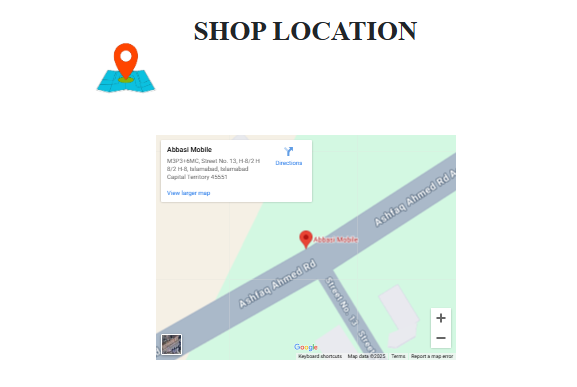 SHOP LOCATION
Abbasi Mobile
M3P3+6MC, Street No. 13, H-8/2 H
8/2 H-8, Islamabad, Islamabad
Capital Territory 45551
Directions
View larger map
Ashfaq Ahmed Rd A
Abbasi Mobile
Ashfaq Ahmed Rd
Street No. 13
Street
Google
Keyboard shortcuts
Map data ©2025
Terms
Report a map error